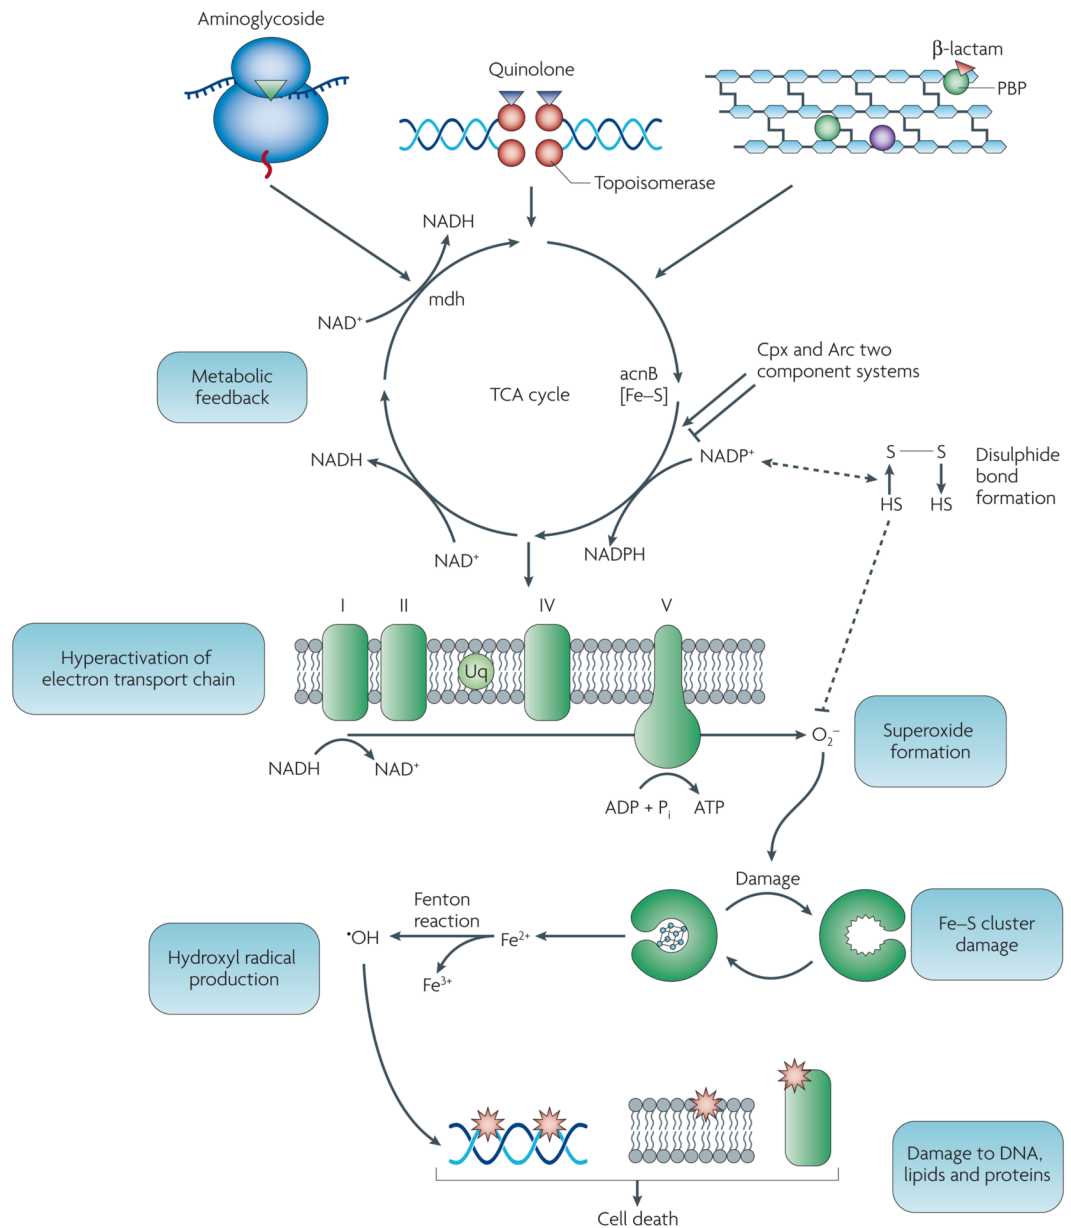 Aminoglycoside
Quinolone
β-lactam
PBP
Topoisomerase
NADH
mdh
NAD⁺
Metabolic
feedback
TCA cycle
acnB
[Fe–S]
Cpx and Arc two
component systems
NADP⁺
S S
HS HS
Disulphide
bond
formation
NADH
NAD⁺
NADPH
I II IV V
Hyperactivation of
electron transport chain
Uq
O₂⁻
Superoxide
formation
NADH NAD⁺
ADP + Pᵢ ATP
Damage
Fe–S cluster
damage
Fenton
reaction
•OH
Fe²⁺
Fe³⁺
Hydroxyl radical
production
Damage to DNA,
lipids and proteins
Cell death